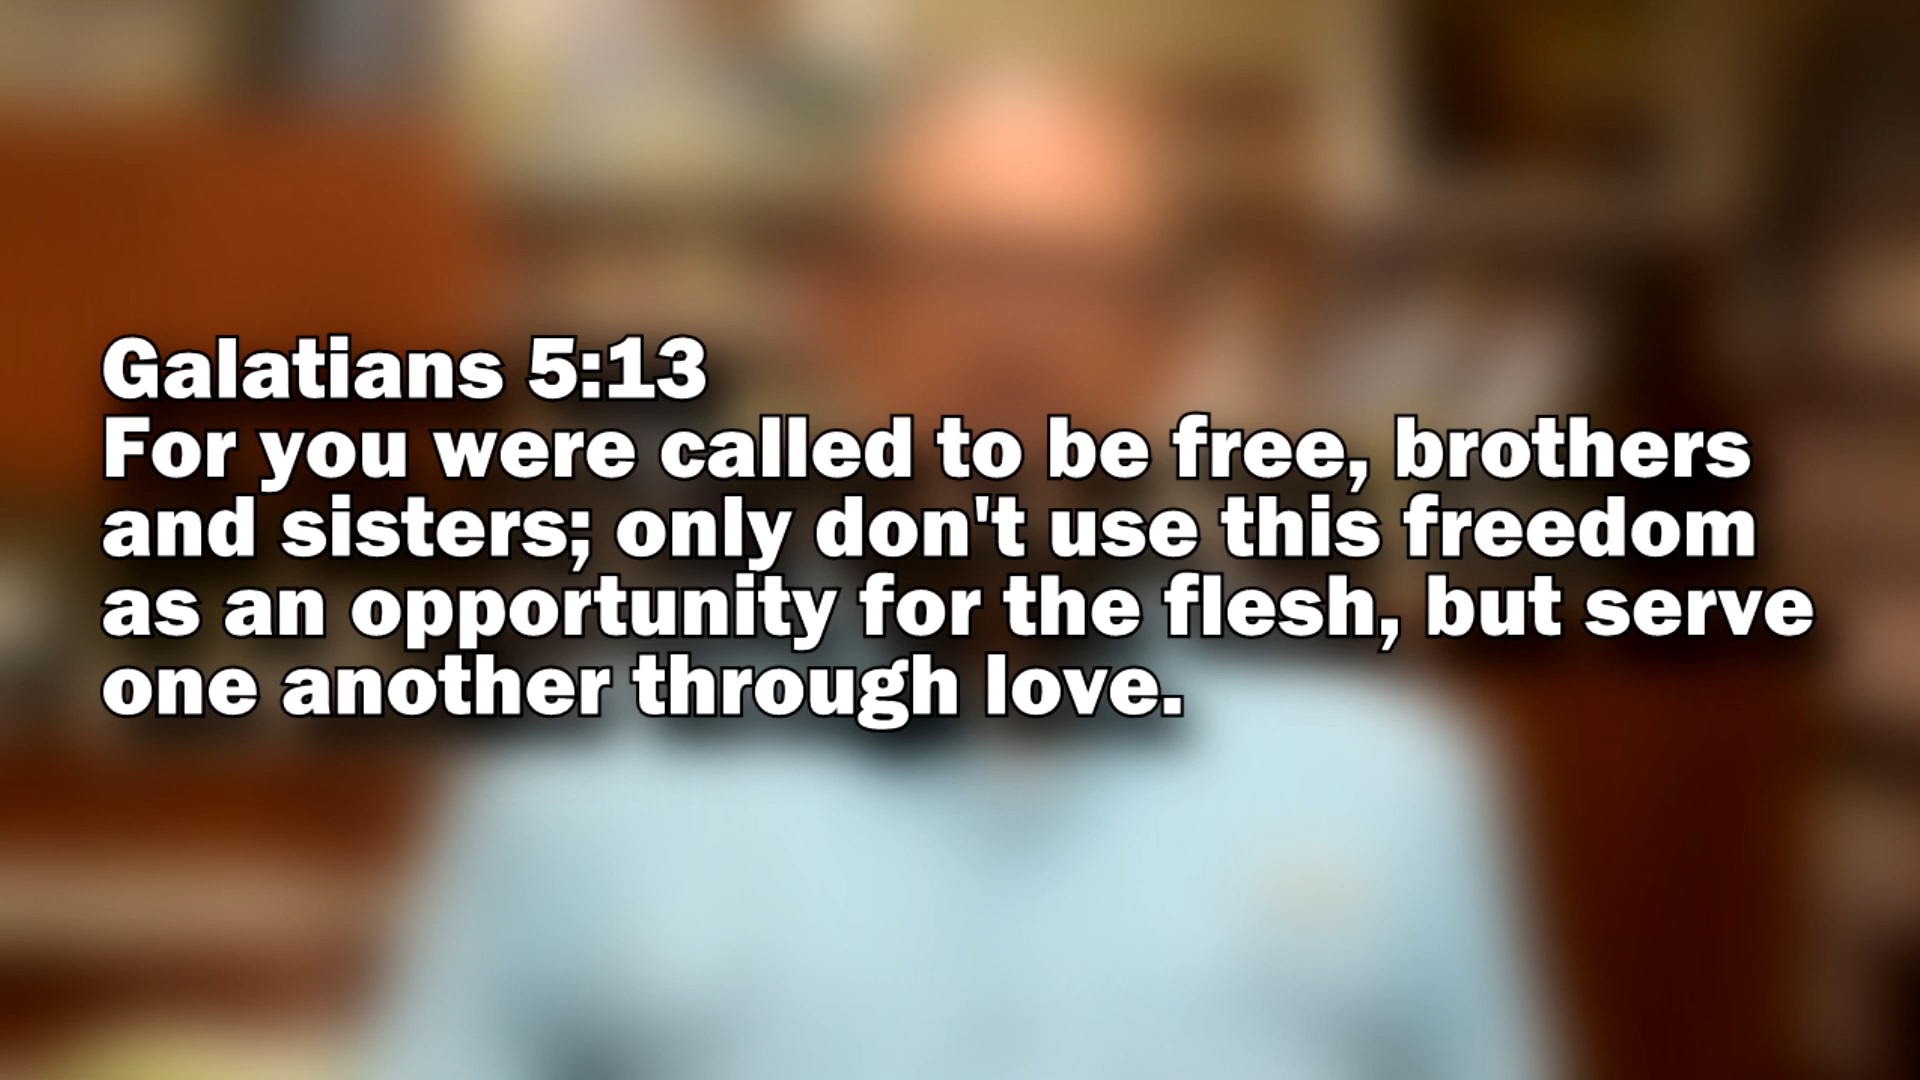 Galatians 5:13
For you were called to be free, brothers
and sisters; only don't use this freedom
as an opportunity for the flesh, but serve
one another through love.